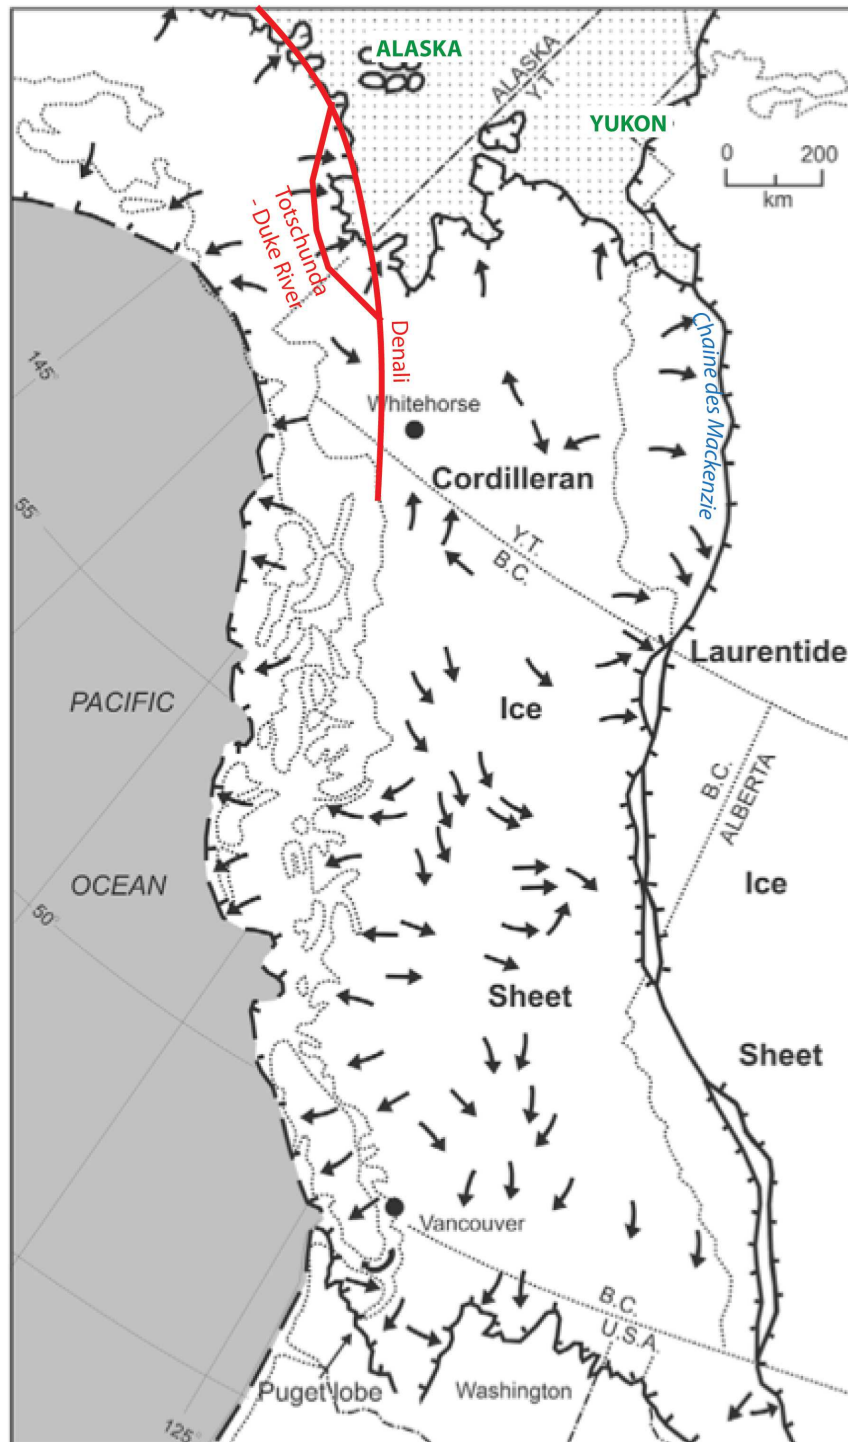 ALASKA
ALASKA
Y.T.
YUKON
0 200
km
Totschunda
- Duke River
Denali
Chaine des Mackenzie
145°
Whitehorse
Cordilleran
55
Y.T.
B.C.
Laurentide
PACIFIC
Ice
B.C.
ALBERTA
OCEAN
Ice
50°
Sheet
Sheet
Vancouver
B.C.
U.S.A.
Puget lobe
Washington
125°